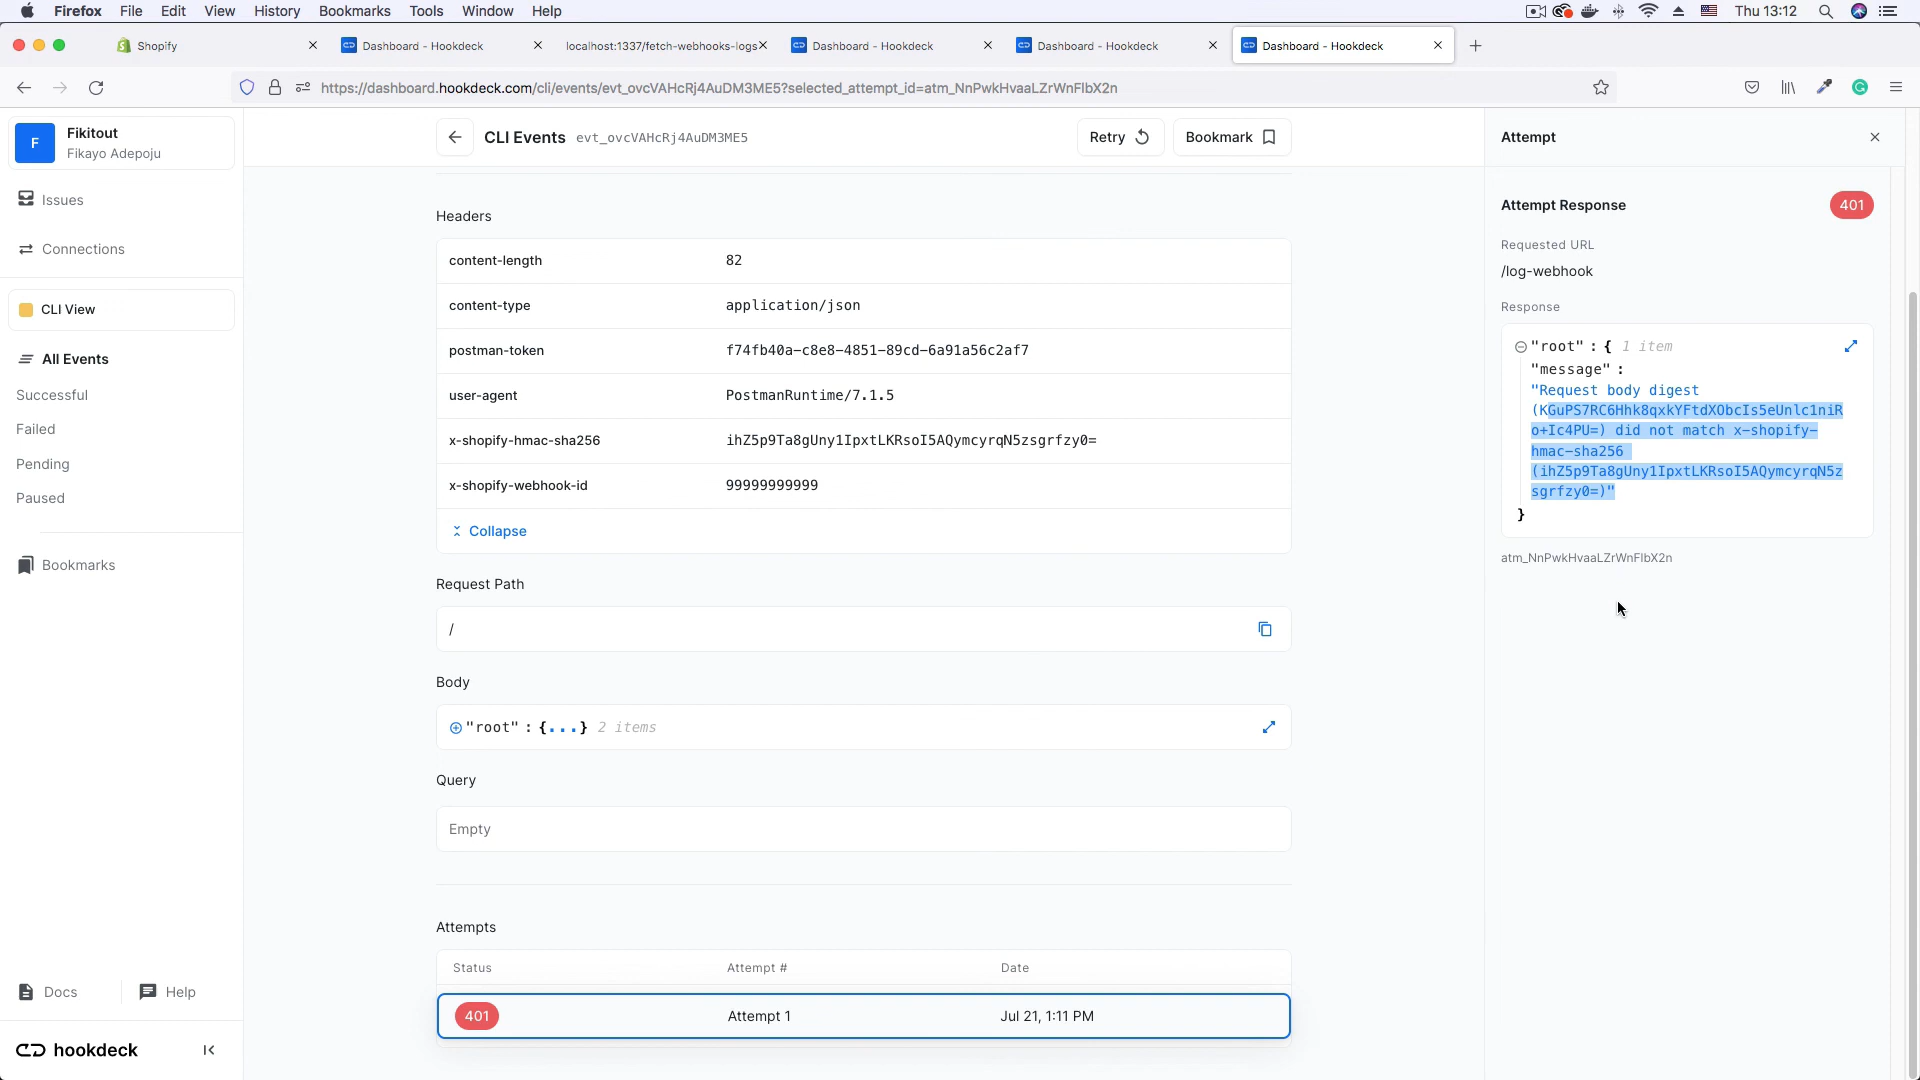 Firefox File Edit View History Bookmarks Tools Window Help Thu 13:12
Shopify
Dashboard - Hookdeck
localhost:1337/fetch-webhooks-logs
Dashboard - Hookdeck
Dashboard - Hookdeck
Dashboard - Hookdeck
https://dashboard.hookdeck.com/cli/events/evt_ovcVAHcRj4AuDM3ME5?selected_attempt_id=atm_NnPwkHvaaLZrWnFlbX2n
F
Fikitout
Fikayo Adepoju
Issues
Connections
CLI View
All Events
Successful
Failed
Pending
Paused
Bookmarks
Docs
Help
hookdeck
CLI Events evt_ovcVAHcRj4AuDM3ME5
Retry
Bookmark
Headers
content-length 82
content-type application/json
postman-token f74fb40a-c8e8-4851-89cd-6a91a56c2af7
user-agent PostmanRuntime/7.1.5
x-shopify-hmac-sha256 ihZ5p9Ta8gUny1IpxtLKRsoI5AQymcyrqN5zsgrfzy0=
x-shopify-webhook-id 99999999999
Collapse
Request Path
/
Body
"root" : {...} 2 items
Query
Empty
Attempts
Status Attempt # Date
401 Attempt 1 Jul 21, 1:11 PM
Attempt
Attempt Response 401
Requested URL
/log-webhook
Response
"root" : { 1 item
"message" :
"Request body digest
(KGuPS7RC6Hhk8qxkYFtdXObcIs5eUnlc1niR
o+Ic4PU=) did not match x-shopify-
hmac-sha256
(ihZ5p9Ta8gUny1IpxtLKRsoI5AQymcyrqN5z
sgrfzy0=)"
}
atm_NnPwkHvaaLZrWnFlbX2n